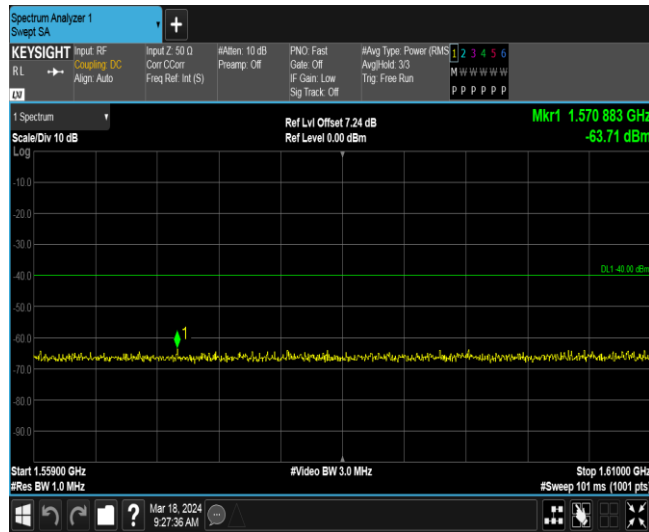 Spectrum Analyzer 1
Swept SA
+
KEYSIGHT
RL
LXI
Input: RF
Coupling: DC
Align: Auto
Input Z: 50 Ω
Corr CCorr
Freq Ref: Int (S)
#Atten: 10 dB
Preamp: Off
PNO: Fast
Gate: Off
IF Gain: Low
Sig Track: Off
#Avg Type: Power (RMS
Avg|Hold: 3/3
Trig: Free Run
1 2 3 4 5 6
M W W W W W
P P P P P P
1 Spectrum
Scale/Div 10 dB
Ref Lvl Offset 7.24 dB
Ref Level 0.00 dBm
Mkr1 1.570 883 GHz
-63.71 dBm
Log
-10.0
-20.0
-30.0
-40.0
DL1 -40.00 dBm
-50.0
-60.0
1
-70.0
-80.0
-90.0
Start 1.55900 GHz
#Video BW 3.0 MHz
Stop 1.61000 GHz
#Res BW 1.0 MHz
#Sweep 101 ms (1001 pts)
?
Mar 18, 2024
9:27:36 AM